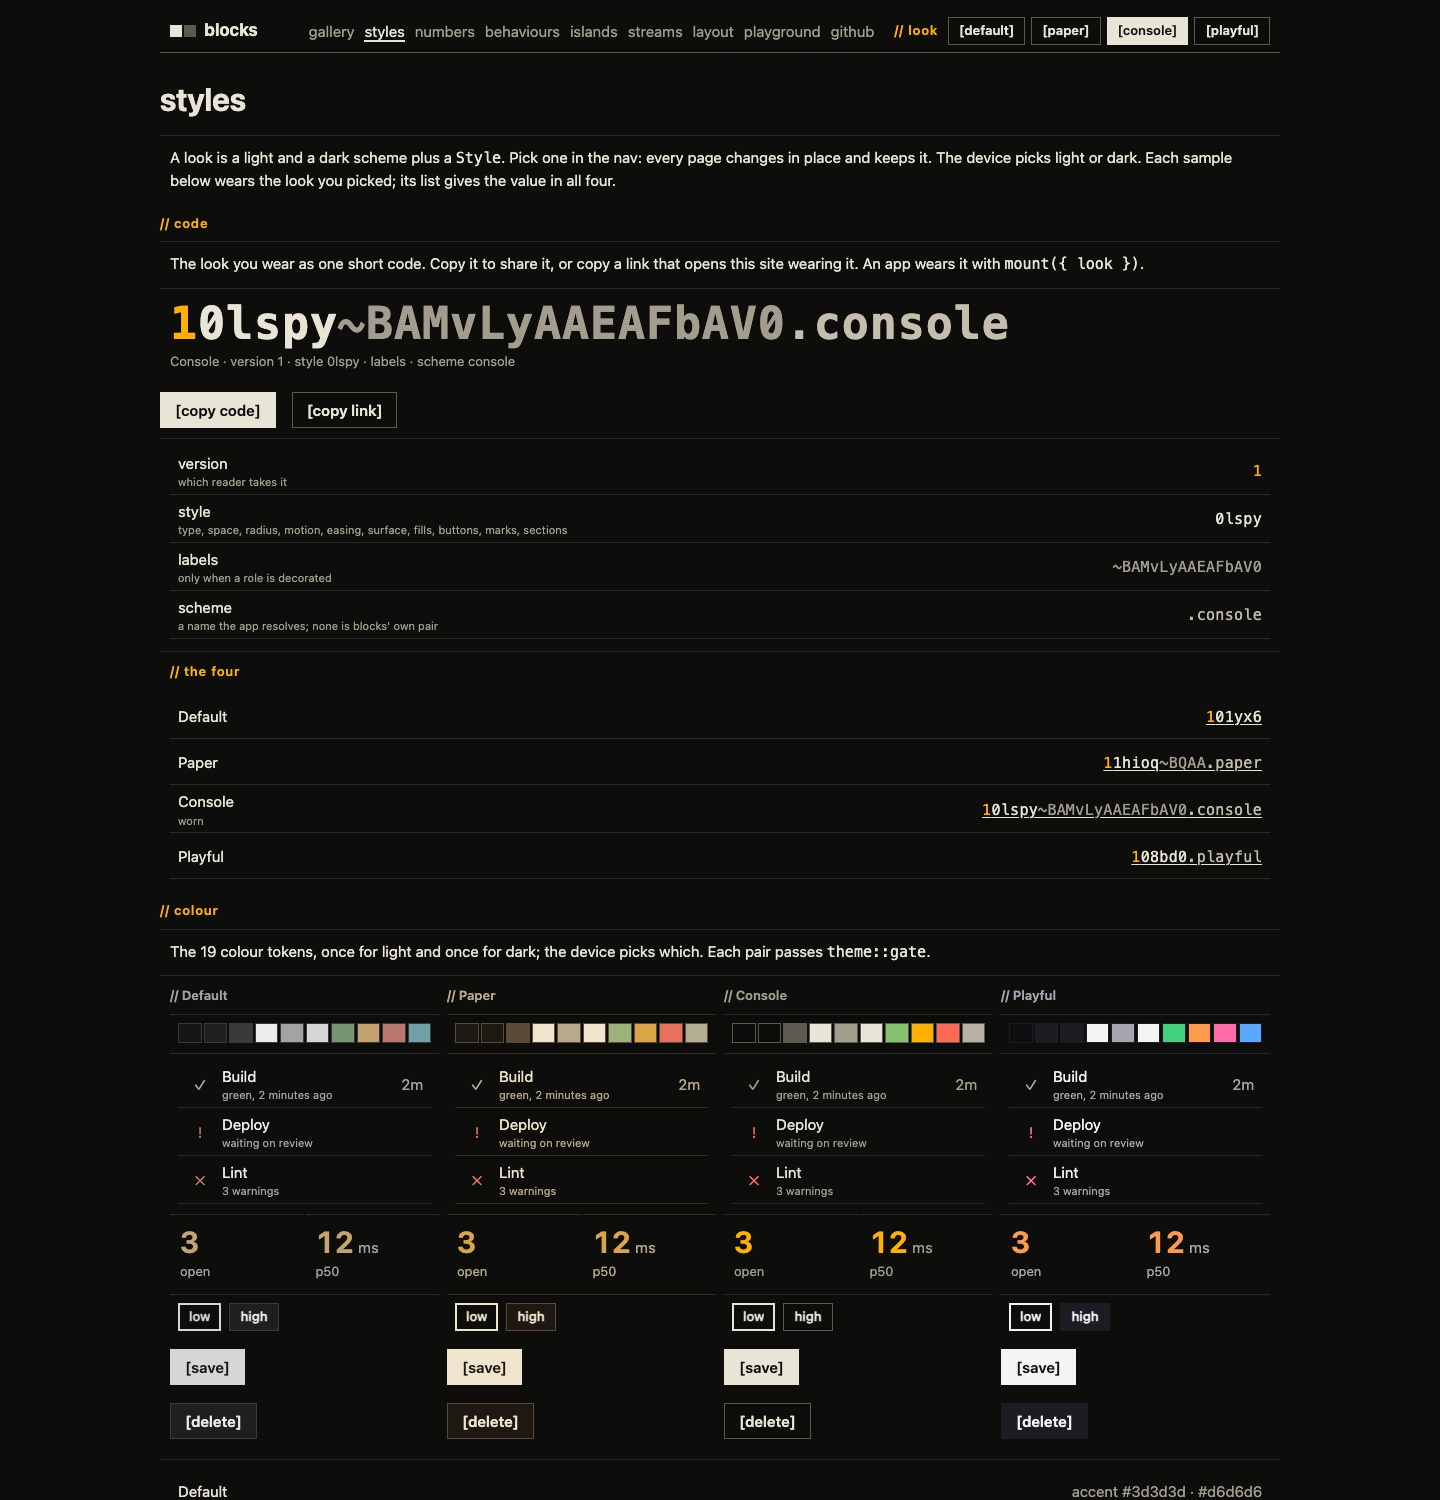 blocks
gallery styles numbers behaviours islands streams layout playground github // look [default] [paper] [console] [playful]
styles
A look is a light and a dark scheme plus a Style. Pick one in the nav: every page changes in place and keeps it. The device picks light or dark. Each sample
below wears the look you picked; its list gives the value in all four.
// code
The look you wear as one short code. Copy it to share it, or copy a link that opens this site wearing it. An app wears it with mount({ look }).
10lspy~BAMvLyAAEAFbAV0.console
Console · version 1 · style 0lspy · labels · scheme console
[copy code] [copy link]
version 1
which reader takes it
style 0lspy
type, space, radius, motion, easing, surface, fills, buttons, marks, sections
labels ~BAMvLyAAEAFbAV0
only when a role is decorated
scheme .console
a name the app resolves; none is blocks' own pair
// the four
Default 101yx6
Paper 11hioq~BQAA.paper
Console 10lspy~BAMvLyAAEAFbAV0.console
worn
Playful 108bd0.playful
// colour
The 19 colour tokens, once for light and once for dark; the device picks which. Each pair passes theme::gate.
// Default // Paper // Console // Playful
✓ Build 2m ✓ Build 2m ✓ Build 2m ✓ Build 2m
green, 2 minutes ago green, 2 minutes ago green, 2 minutes ago green, 2 minutes ago
! Deploy ! Deploy ! Deploy ! Deploy
waiting on review waiting on review waiting on review waiting on review
× Lint × Lint × Lint × Lint
3 warnings 3 warnings 3 warnings 3 warnings
3 12 ms 3 12 ms 3 12 ms 3 12 ms
open p50 open p50 open p50 open p50
low high low high low high low high
[save] [save] [save] [save]
[delete] [delete] [delete] [delete]
Default accent #3d3d3d · #d6d6d6